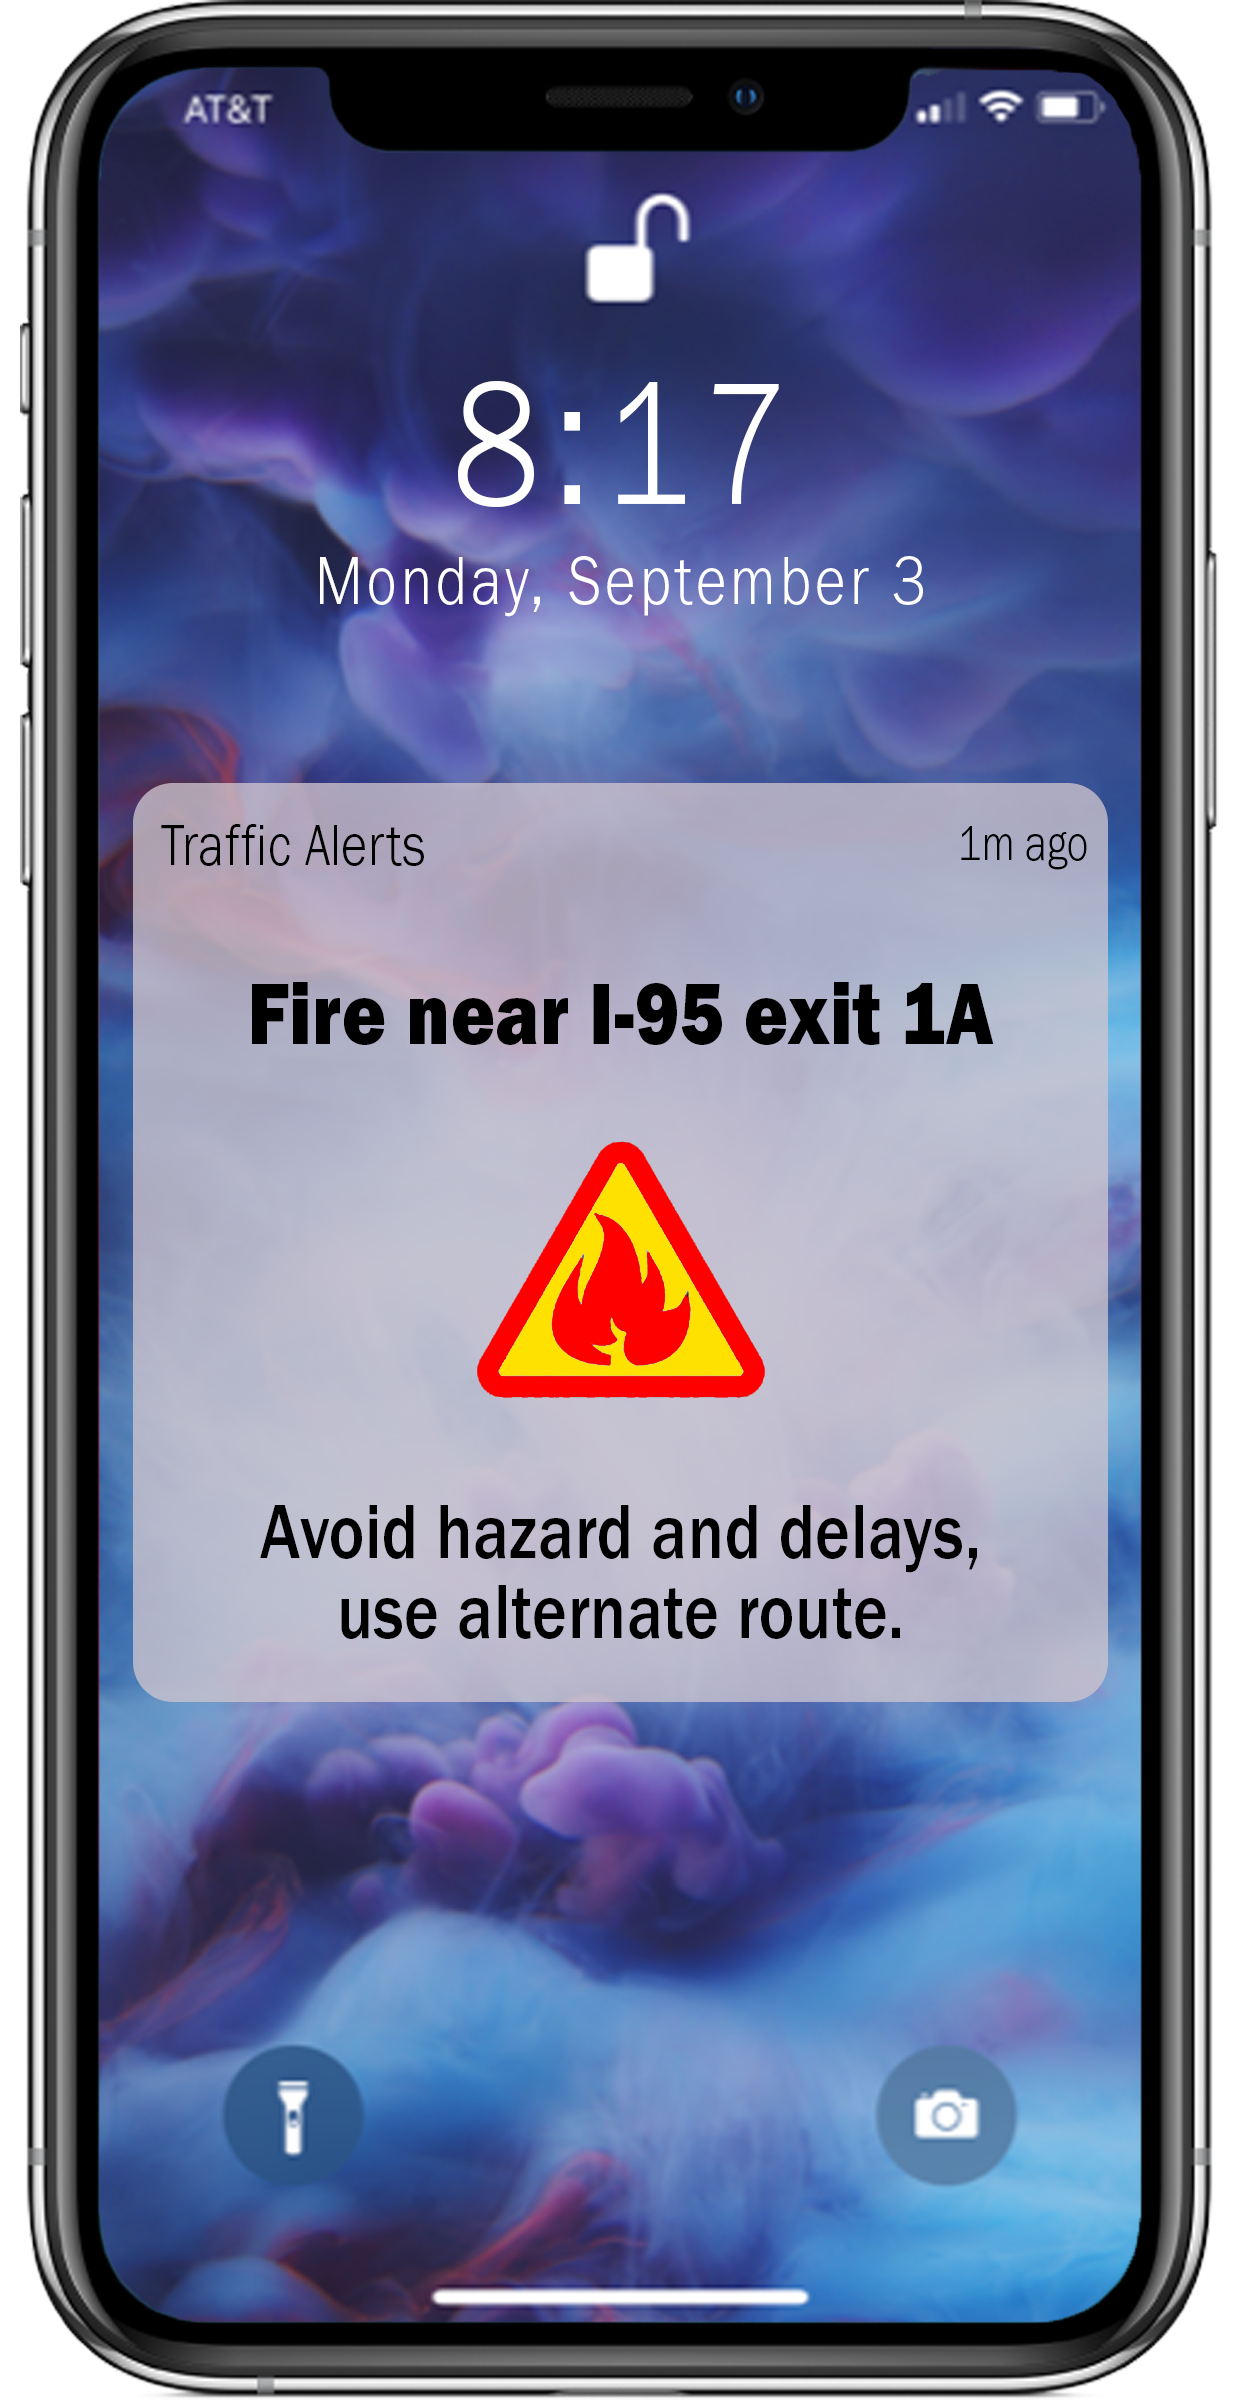 AT&T
8:17
Monday, September 3
Traffic Alerts 1m ago
Fire near I-95 exit 1A
Avoid hazard and delays,
use alternate route.